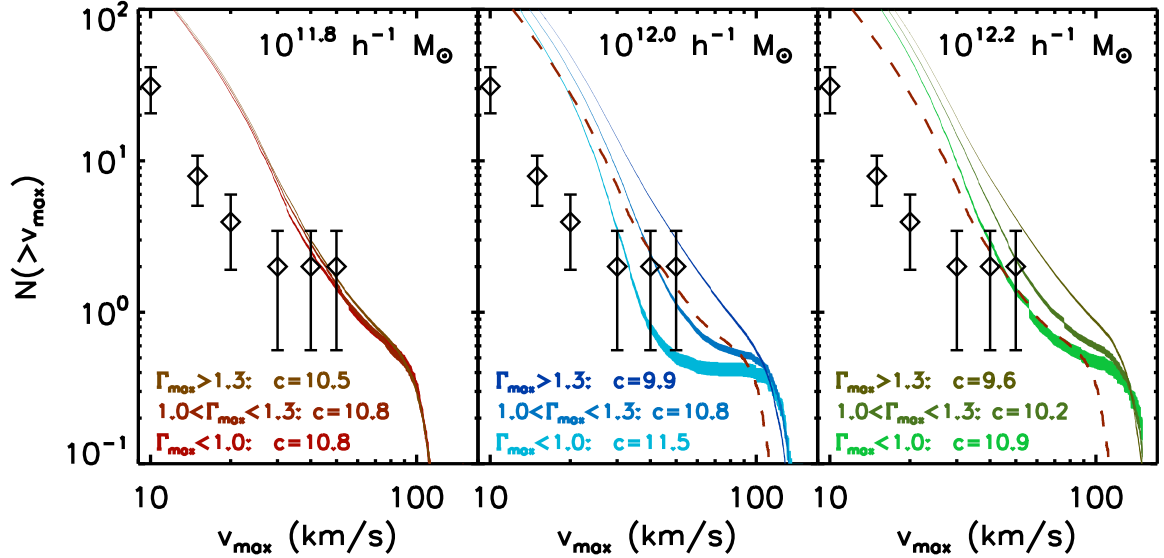 10^11.8 h^-1 M⊙
10^12.0 h^-1 M⊙
10^12.2 h^-1 M⊙
10^2
10^1
10^0
10^-1
N(>v_max)
Γ_max>1.3: c=10.5
1.0<Γ_max<1.3: c=10.8
Γ_max<1.0: c=10.8
Γ_max>1.3: c=9.9
1.0<Γ_max<1.3: c=10.8
Γ_max<1.0: c=11.5
Γ_max>1.3: c=9.6
1.0<Γ_max<1.3: c=10.2
Γ_max<1.0: c=10.9
10 100
10 100
10 100
v_max (km/s)
v_max (km/s)
v_max (km/s)